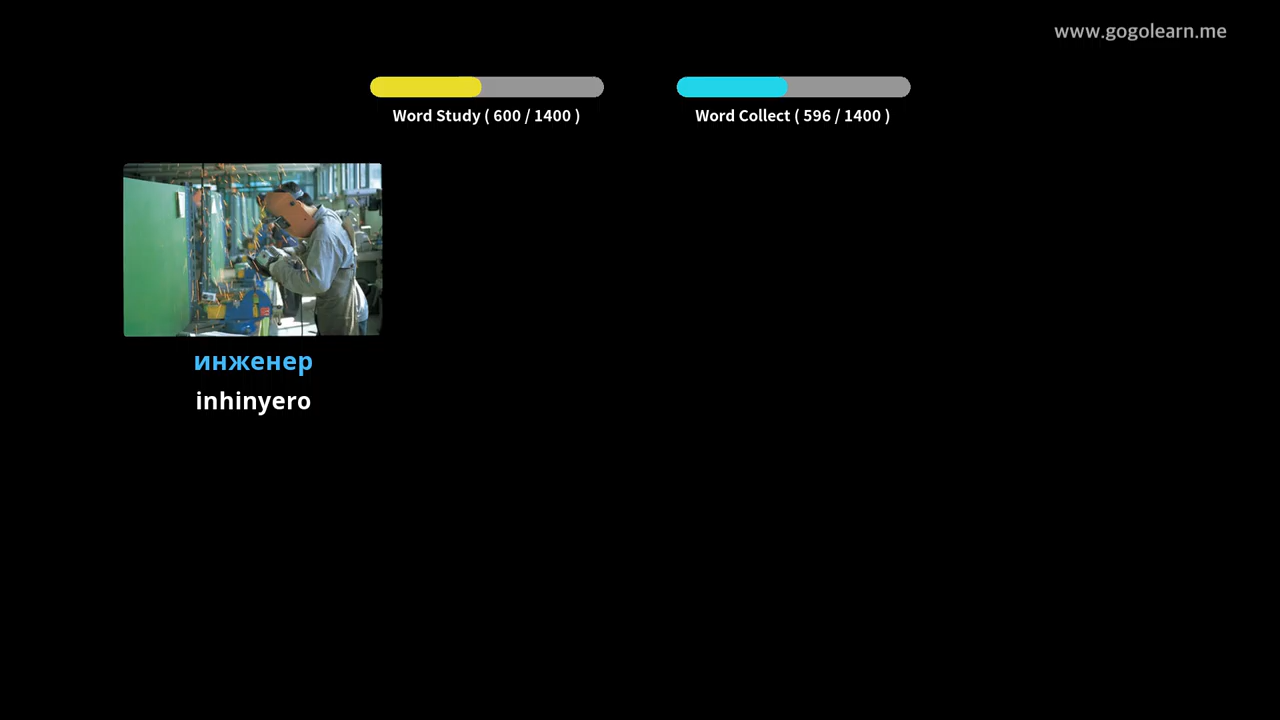 www.gogolearn.me
Word Study ( 600 / 1400 )
Word Collect ( 596 / 1400 )
инженер
inhinyero